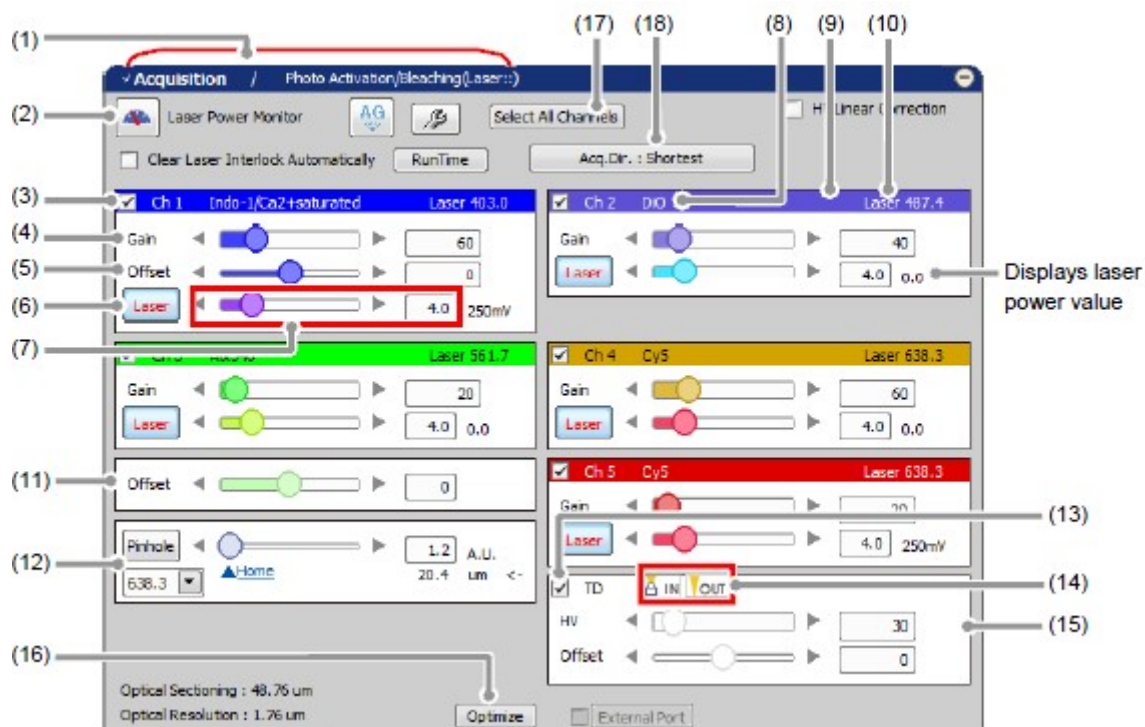 (1) (17) (18) (8) (9) (10)
✓Acquisition / Photo Activation/Bleaching(Laser::)
(2) Laser Power Monitor AG Select All Channels Linear Correction
Clear Laser Interlock Automatically RunTime Acq.Dir. : Shortest
(3) Ch 1 Indo-1/Ca2+saturated Laser 403.0
Ch 2 DiO Laser 487.4
(4) Gain 60
Gain 40
(5) Offset 0
Laser 4.0 0.0 Displays laser
power value
(6) Laser 4.0 250mV
(7)
Laser 561.7
Ch 4 Cy5 Laser 638.3
Gain 20
Gain 60
Laser 4.0 0.0
Laser 4.0 0.0
(11) Offset 0
Ch 5 Cy5 Laser 638.3
Gain 20
Laser 4.0 250mV
(12) Pinhole 1.2 A.U.
Home 20.4 um <-
638.3
(13) TD IN OUT (14)
HV 30 (15)
Offset 0
(16)
Optical Sectioning : 48.76 um
Optical Resolution : 1.76 um Optimize External Port